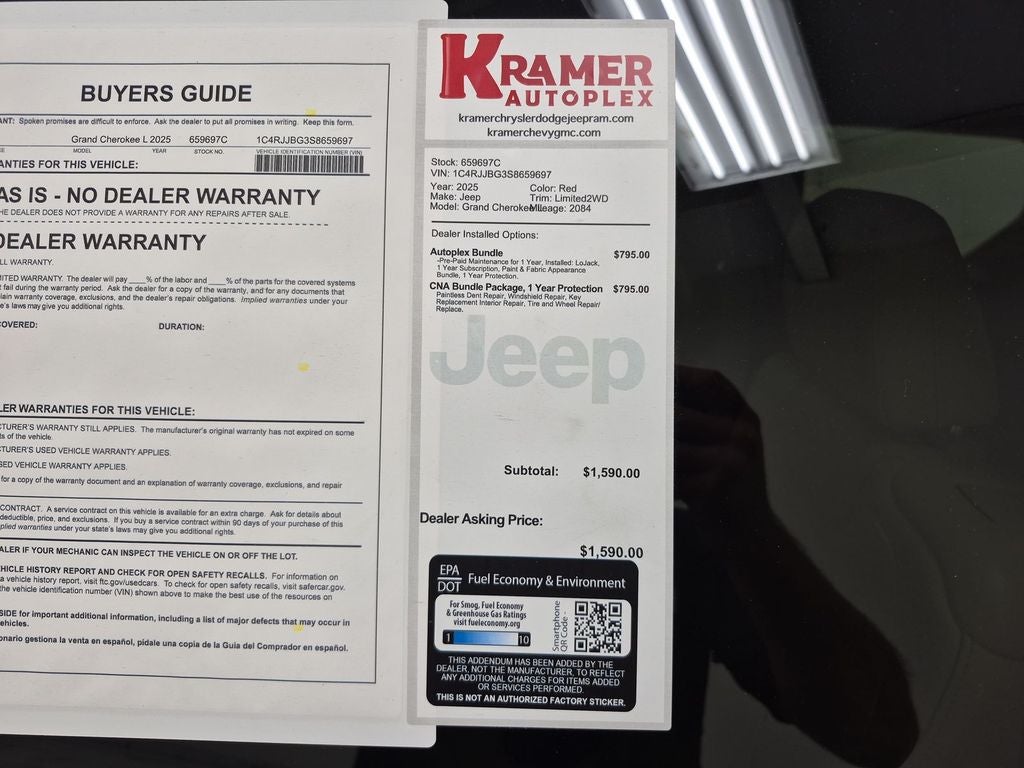 BUYERS GUIDE
ANT: Spoken promises are difficult to enforce. Ask the dealer to put all promises in writing. Keep this form.
Grand Cherokee L 2025 659697C 1C4RJJBG3S8659697
MODEL YEAR STOCK NO. VEHICLE IDENTIFICATION NUMBER (VIN)
ANTIES FOR THIS VEHICLE:
AS IS - NO DEALER WARRANTY
HE DEALER DOES NOT PROVIDE A WARRANTY FOR ANY REPAIRS AFTER SALE.
DEALER WARRANTY
LL WARRANTY.
ITED WARRANTY. The dealer will pay ____% of the labor and ____% of the parts for the covered systems
t fail during the warranty period. Ask the dealer for a copy of the warranty, and for any documents that
lain warranty coverage, exclusions, and the dealer's repair obligations. Implied warranties under your
e's laws may give you additional rights.
OVERED: DURATION:
LER WARRANTIES FOR THIS VEHICLE:
CTURER'S WARRANTY STILL APPLIES. The manufacturer's original warranty has not expired on some
ts of the vehicle.
CTURER'S USED VEHICLE WARRANTY APPLIES.
SED VEHICLE WARRANTY APPLIES.
for a copy of the warranty document and an explanation of warranty coverage, exclusions, and repair
CONTRACT. A service contract on this vehicle is available for an extra charge. Ask for details about
deductible, price, and exclusions. If you buy a service contract within 90 days of your purchase of this
plied warranties under your state's laws may give you additional rights.
ALER IF YOUR MECHANIC CAN INSPECT THE VEHICLE ON OR OFF THE LOT.
HICLE HISTORY REPORT AND CHECK FOR OPEN SAFETY RECALLS. For information on
a vehicle history report, visit ftc.gov/usedcars. To check for open safety recalls, visit safercar.gov.
the vehicle identification number (VIN) shown above to make the best use of the resources on
SIDE for important additional information, including a list of major defects that may occur in
ehicles.
onario gestiona la venta en español, pídale una copia de la Guía del Comprador en español.
KRAMER
AUTOPLEX
kramerchryslerdodgejeepram.com
kramerchevygmc.com
Stock: 659697C
VIN: 1C4RJJBG3S8659697
Year: 2025 Color: Red
Make: Jeep Trim: Limited2WD
Model: Grand Cherokee L Mileage: 2084
Dealer Installed Options:
Autoplex Bundle $795.00
-Pre-Paid Maintenance for 1 Year, Installed: LoJack,
1 Year Subscription, Paint & Fabric Appearance
Bundle, 1 Year Protection.
CNA Bundle Package, 1 Year Protection $795.00
Paintless Dent Repair, Windshield Repair, Key
Replacement Interior Repair, Tire and Wheel Repair/
Replace.
Jeep
Subtotal: $1,590.00
Dealer Asking Price:
$1,590.00
EPA
DOT Fuel Economy & Environment
For Smog, Fuel Economy
& Greenhouse Gas Ratings
visit fueleconomy.org
1 10
Smartphone
QR Code -
THIS ADDENDUM HAS BEEN ADDED BY THE
DEALER, NOT THE MANUFACTURER, TO REFLECT
ANY ADDITIONAL CHARGES FOR ITEMS ADDED
OR SERVICES PERFORMED.
THIS IS NOT AN AUTHORIZED FACTORY STICKER.